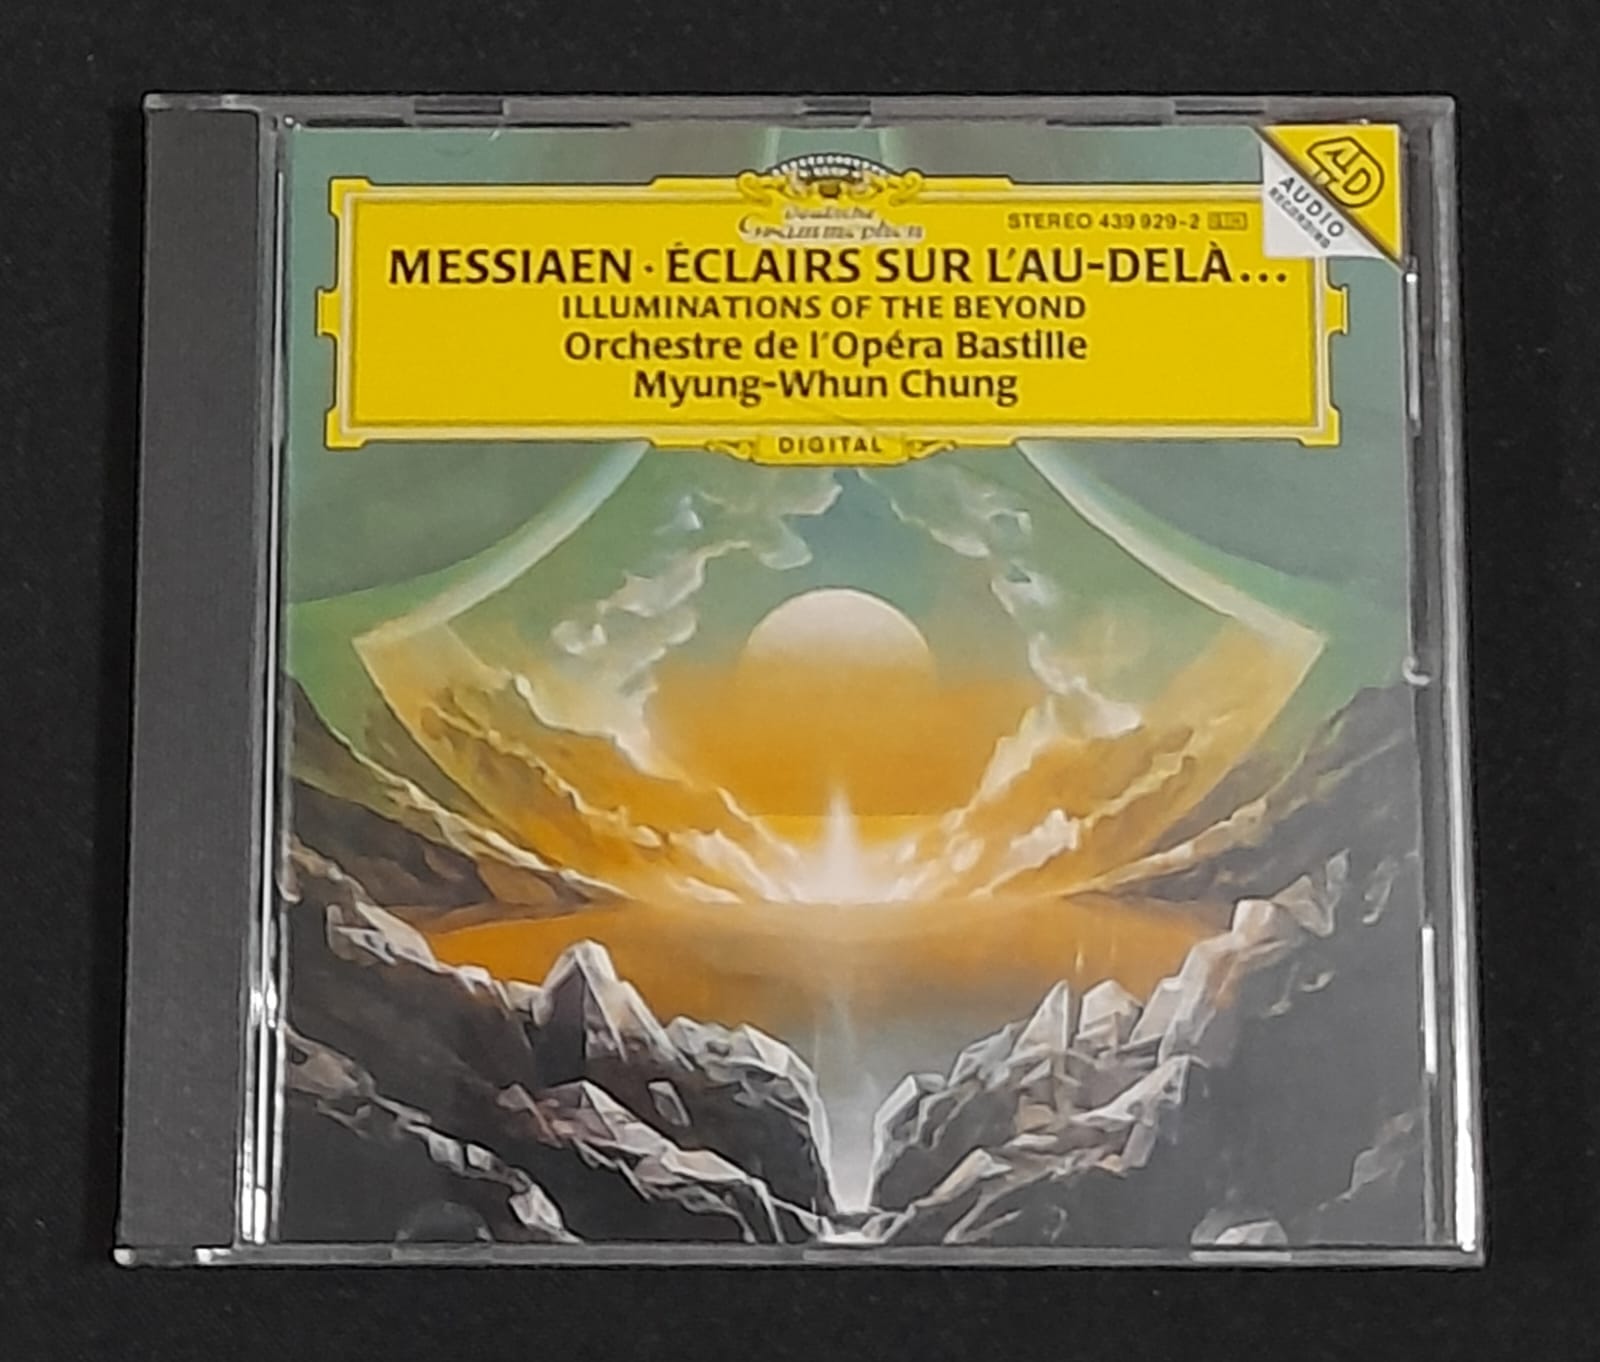 4D
AUDIO
RECORDING
Deutsche
Grammophon
STEREO 439 929-2
MESSIAEN · ÉCLAIRS SUR L'AU-DELÀ...
ILLUMINATIONS OF THE BEYOND
Orchestre de l'Opéra Bastille
Myung-Whun Chung
DIGITAL